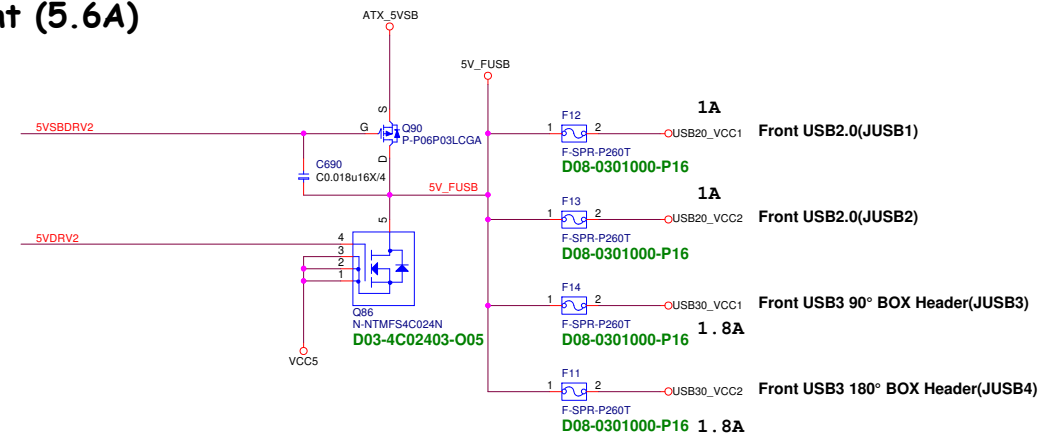 nt (5.6A)
ATX_5VSB
5V_FUSB
5VSBDRV2
G
S
D
Q90
P-P06P03LCGA
C690
C0.018u16X/4
5V_FUSB
5VDRV2
5
4
3
2
1
Q86
N-NTMFS4C024N
D03-4C02403-O05
VCC5
1A
F12
1 2
USB20_VCC1 Front USB2.0(JUSB1)
F-SPR-P260T
D08-0301000-P16
1A
F13
1 2
USB20_VCC2 Front USB2.0(JUSB2)
F-SPR-P260T
D08-0301000-P16
F14
1 2
USB30_VCC1 Front USB3 90° BOX Header(JUSB3)
F-SPR-P260T
D08-0301000-P16 1.8A
F11
1 2
USB30_VCC2 Front USB3 180° BOX Header(JUSB4)
F-SPR-P260T
D08-0301000-P16 1.8A